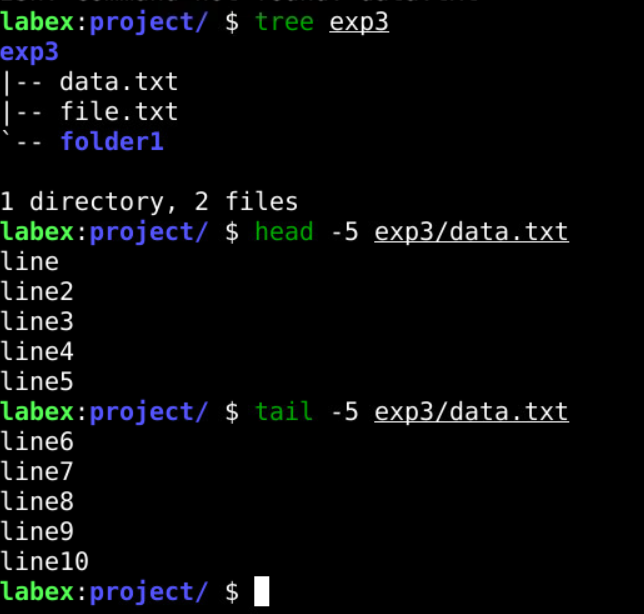 labex:project/ $ tree exp3
exp3
|-- data.txt
|-- file.txt
`-- folder1
1 directory, 2 files
labex:project/ $ head -5 exp3/data.txt
line
line2
line3
line4
line5
labex:project/ $ tail -5 exp3/data.txt
line6
line7
line8
line9
line10
labex:project/ $